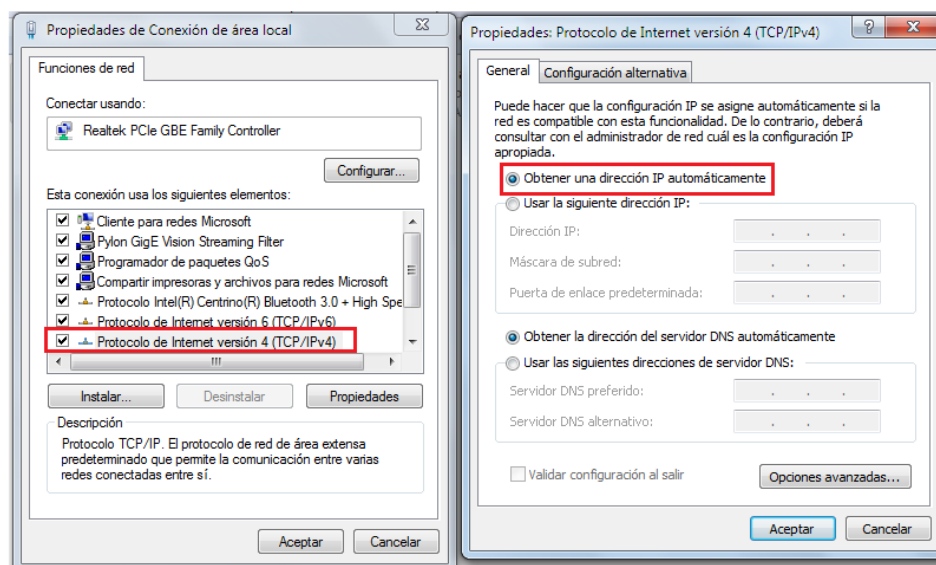 Propiedades de Conexión de área local
Funciones de red
Conectar usando:
Realtek PCIe GBE Family Controller
Configurar...
Esta conexión usa los siguientes elementos:
Cliente para redes Microsoft
Pylon GigE Vision Streaming Filter
Programador de paquetes QoS
Compartir impresoras y archivos para redes Microsoft
Protocolo Intel(R) Centrino(R) Bluetooth 3.0 + High Spe
Protocolo de Internet versión 6 (TCP/IPv6)
Protocolo de Internet versión 4 (TCP/IPv4)
Instalar...
Desinstalar
Propiedades
Descripción
Protocolo TCP/IP. El protocolo de red de área extensa
predeterminado que permite la comunicación entre varias
redes conectadas entre sí.
Aceptar
Cancelar
Propiedades: Protocolo de Internet versión 4 (TCP/IPv4)
General
Configuración alternativa
Puede hacer que la configuración IP se asigne automáticamente si la
red es compatible con esta funcionalidad. De lo contrario, deberá
consultar con el administrador de red cuál es la configuración IP
apropiada.
Obtener una dirección IP automáticamente
Usar la siguiente dirección IP:
Dirección IP:
Máscara de subred:
Puerta de enlace predeterminada:
Obtener la dirección del servidor DNS automáticamente
Usar las siguientes direcciones de servidor DNS:
Servidor DNS preferido:
Servidor DNS alternativo:
Validar configuración al salir
Opciones avanzadas...
Aceptar
Cancelar